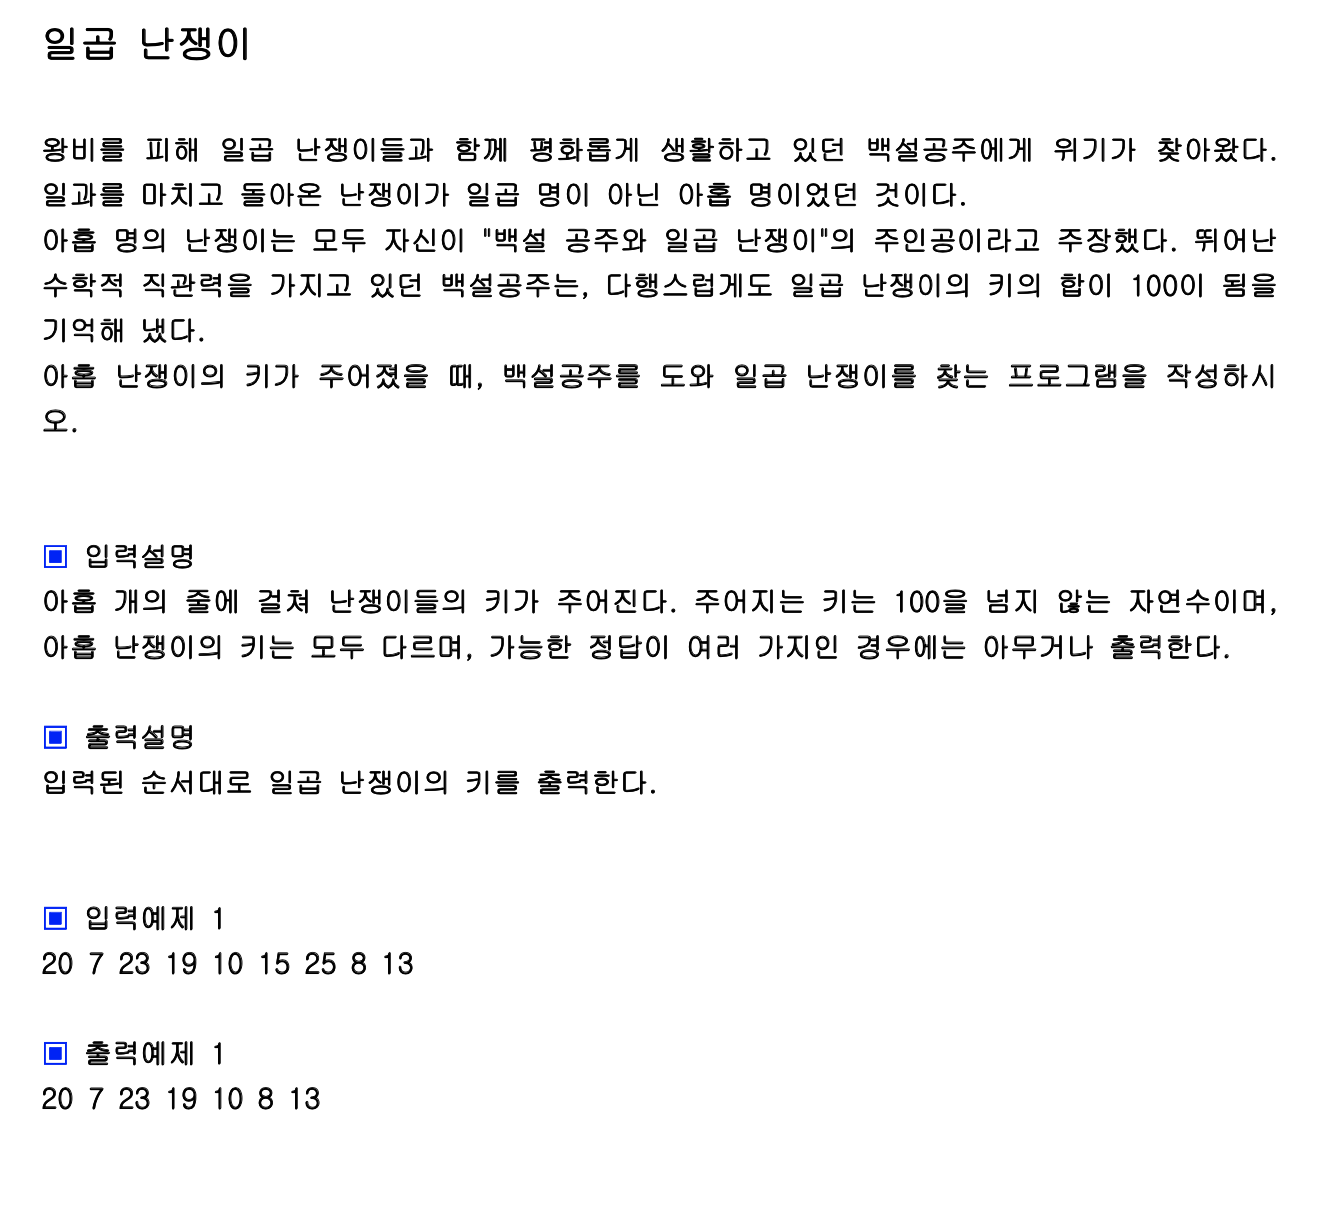 일곱 난쟁이
왕비를 피해 일곱 난쟁이들과 함께 평화롭게 생활하고 있던 백설공주에게 위기가 찾아왔다.
일과를 마치고 돌아온 난쟁이가 일곱 명이 아닌 아홉 명이었던 것이다.
아홉 명의 난쟁이는 모두 자신이 "백설 공주와 일곱 난쟁이"의 주인공이라고 주장했다. 뛰어난
수학적 직관력을 가지고 있던 백설공주는, 다행스럽게도 일곱 난쟁이의 키의 합이 100이 됨을
기억해 냈다.
아홉 난쟁이의 키가 주어졌을 때, 백설공주를 도와 일곱 난쟁이를 찾는 프로그램을 작성하시
오.
▣ 입력설명
아홉 개의 줄에 걸쳐 난쟁이들의 키가 주어진다. 주어지는 키는 100을 넘지 않는 자연수이며,
아홉 난쟁이의 키는 모두 다르며, 가능한 정답이 여러 가지인 경우에는 아무거나 출력한다.
▣ 출력설명
입력된 순서대로 일곱 난쟁이의 키를 출력한다.
▣ 입력예제 1
20 7 23 19 10 15 25 8 13
▣ 출력예제 1
20 7 23 19 10 8 13